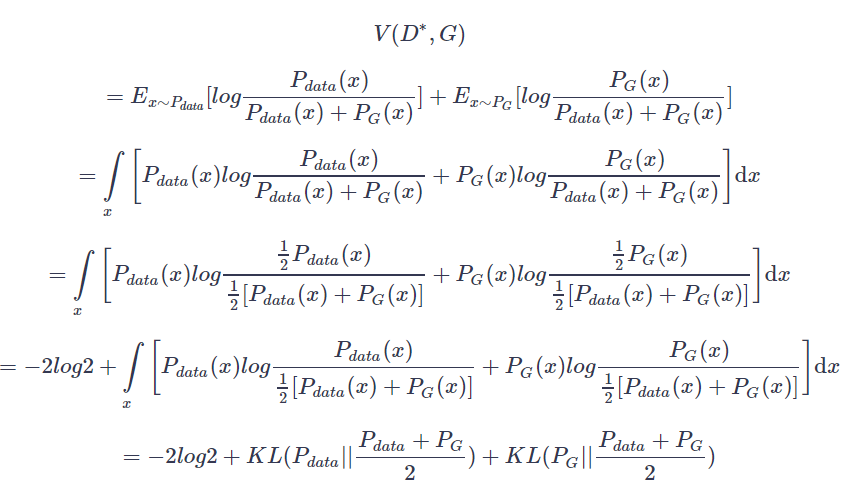 V(D*, G)
= E_{x∼P_{data}}[log \frac{P_{data}(x)}{P_{data}(x) + P_G(x)}] + E_{x∼P_G}[log \frac{P_G(x)}{P_{data}(x) + P_G(x)}]
= \int_x [P_{data}(x)log \frac{P_{data}(x)}{P_{data}(x) + P_G(x)} + P_G(x)log \frac{P_G(x)}{P_{data}(x) + P_G(x)}] dx
= \int_x [P_{data}(x)log \frac{\frac{1}{2}P_{data}(x)}{\frac{1}{2}[P_{data}(x) + P_G(x)]} + P_G(x)log \frac{\frac{1}{2}P_G(x)}{\frac{1}{2}[P_{data}(x) + P_G(x)]}] dx
= −2log2 + \int_x [P_{data}(x)log \frac{P_{data}(x)}{\frac{1}{2}[P_{data}(x) + P_G(x)]} + P_G(x)log \frac{P_G(x)}{\frac{1}{2}[P_{data}(x) + P_G(x)]}] dx
= −2log2 + KL(P_{data}||\frac{P_{data} + P_G}{2}) + KL(P_G||\frac{P_{data} + P_G}{2})